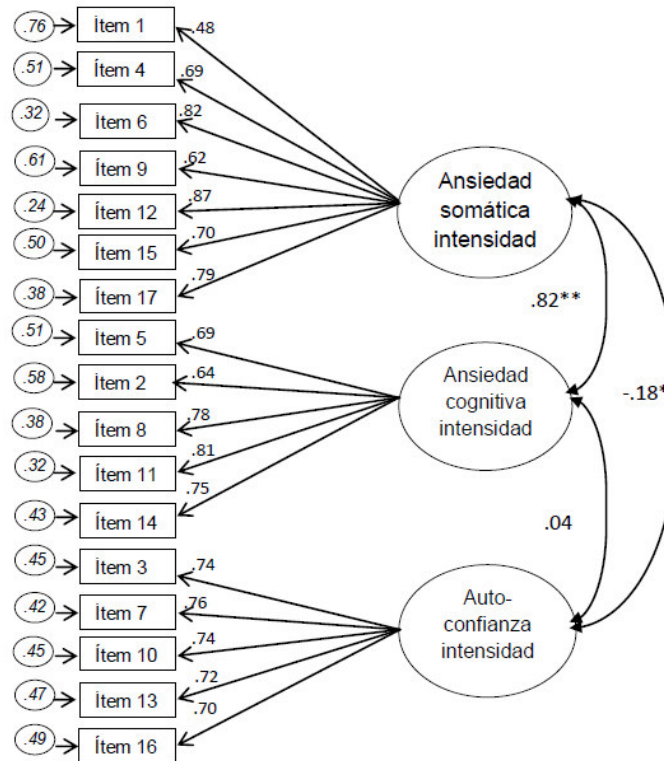 .76 Ítem 1 .48
.51 Ítem 4 .69
.32 Ítem 6 .82
.61 Ítem 9 .62
.24 Ítem 12 .87
.50 Ítem 15 .70
.38 Ítem 17 .79
Ansiedad
somática
intensidad
.51 Ítem 5 .69
.58 Ítem 2 .64
.38 Ítem 8 .78
.32 Ítem 11 .81
.43 Ítem 14 .75
Ansiedad
cognitiva
intensidad
.45 Ítem 3 .74
.42 Ítem 7 .76
.45 Ítem 10 .74
.47 Ítem 13 .72
.49 Ítem 16 .70
Auto-
confianza
intensidad
.82**
-.18*
.04